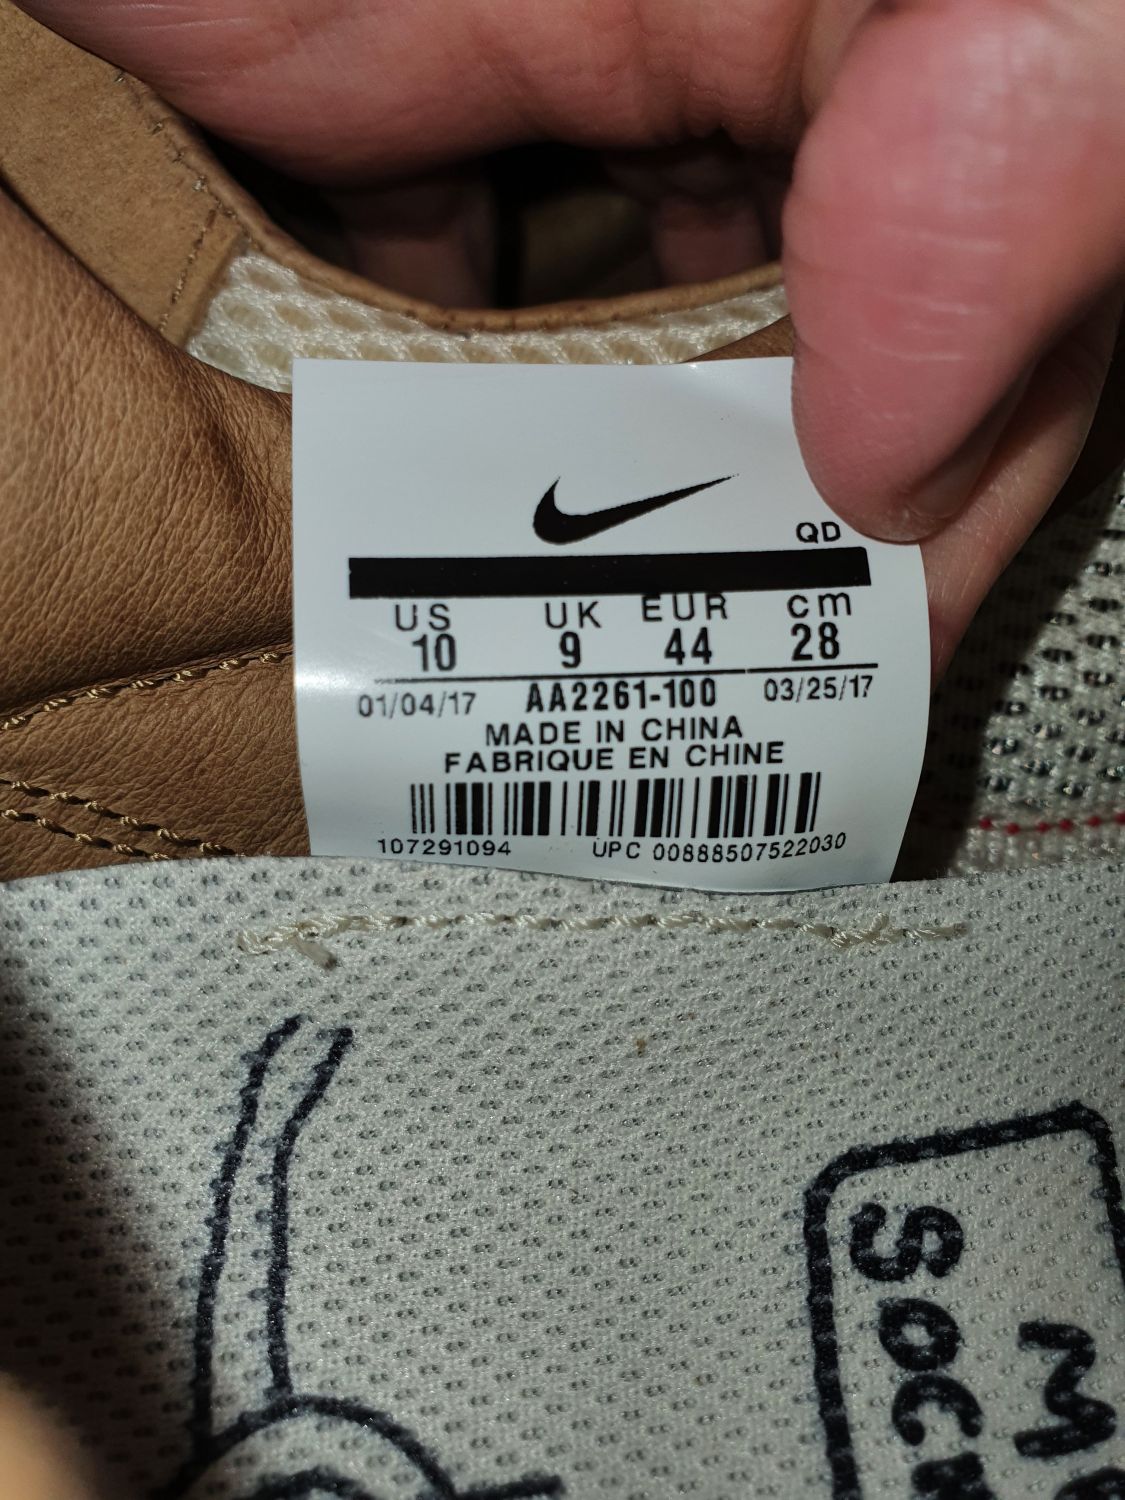 QD
US UK EUR cm
10 9 44 28
01/04/17 AA2261-100 03/25/17
MADE IN CHINA
FABRIQUE EN CHINE
107291094 UPC 00888507522030